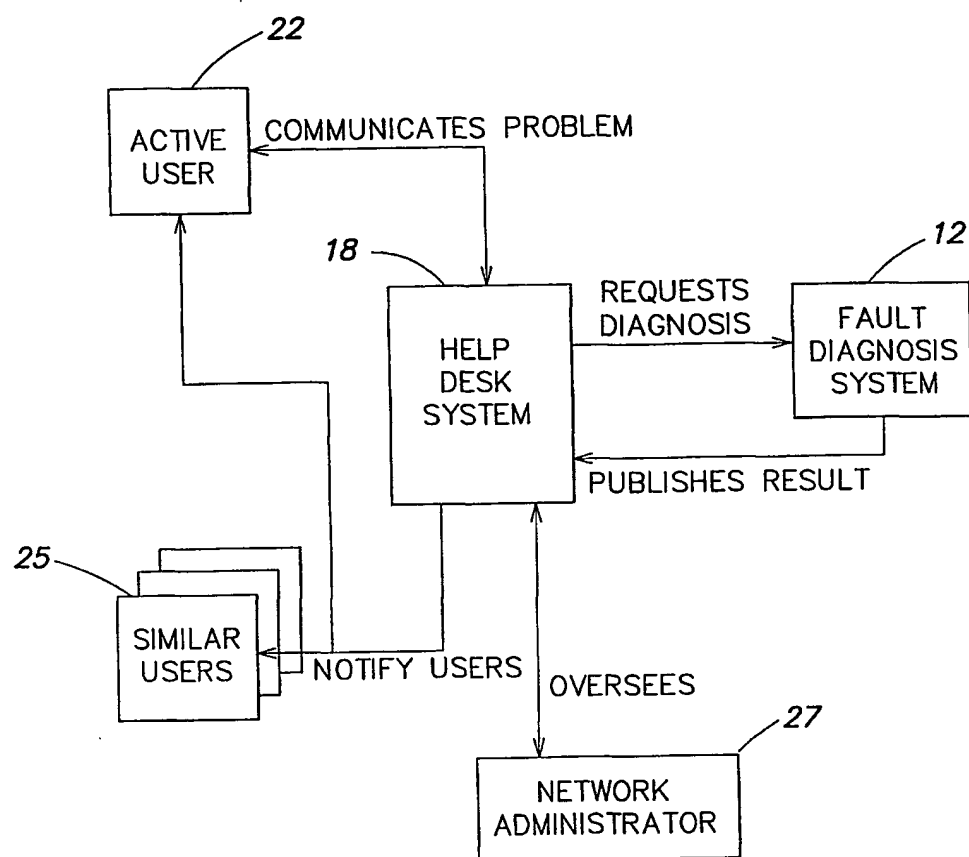 22
ACTIVE
USER
COMMUNICATES PROBLEM
18
12
HELP
DESK
SYSTEM
REQUESTS
DIAGNOSIS
FAULT
DIAGNOSIS
SYSTEM
PUBLISHES RESULT
25
SIMILAR
USERS
NOTIFY USERS
OVERSEES
27
NETWORK
ADMINISTRATOR